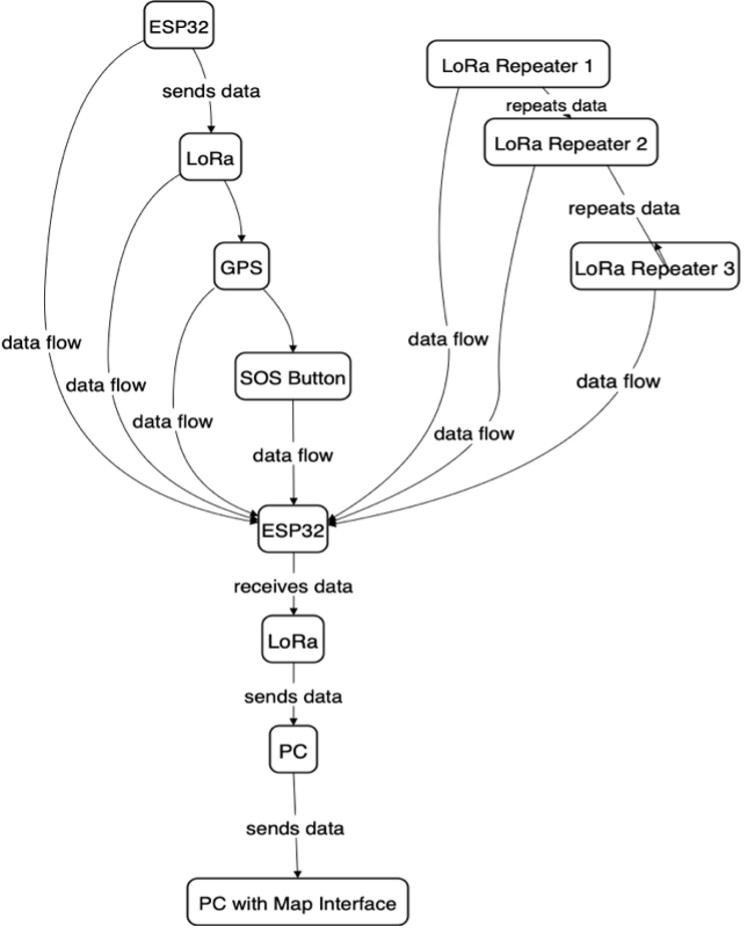 ESP32
sends data
LoRa
GPS
data flow
data flow
data flow
SOS Button
data flow
LoRa Repeater 1
repeats data
LoRa Repeater 2
repeats data
LoRa Repeater 3
data flow
data flow
data flow
ESP32
receives data
LoRa
sends data
PC
sends data
PC with Map Interface